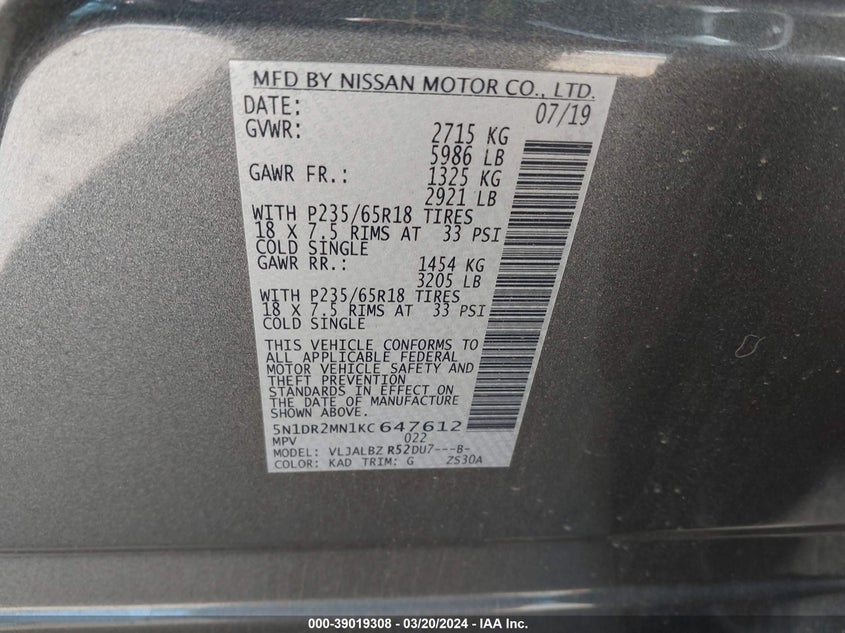 MFD BY NISSAN MOTOR CO., LTD.
DATE: 07/19
GVWR: 2715 KG
5986 LB
GAWR FR.: 1325 KG
2921 LB
WITH P235/65R18 TIRES
18 X 7.5 RIMS AT 33 PSI
COLD SINGLE
GAWR RR.: 1454 KG
3205 LB
WITH P235/65R18 TIRES
18 X 7.5 RIMS AT 33 PSI
COLD SINGLE
THIS VEHICLE CONFORMS TO
ALL APPLICABLE FEDERAL
MOTOR VEHICLE SAFETY AND
THEFT PREVENTION
STANDARDS IN EFFECT ON
THE DATE OF MANUFACTURE
SHOWN ABOVE.
5N1DR2MN1KC 647612
MPV 022
MODEL: VLJALBZ R52DU7---B-
COLOR: KAD TRIM: G ZS30A
000-39019308 - 03/20/2024 - IAA Inc.